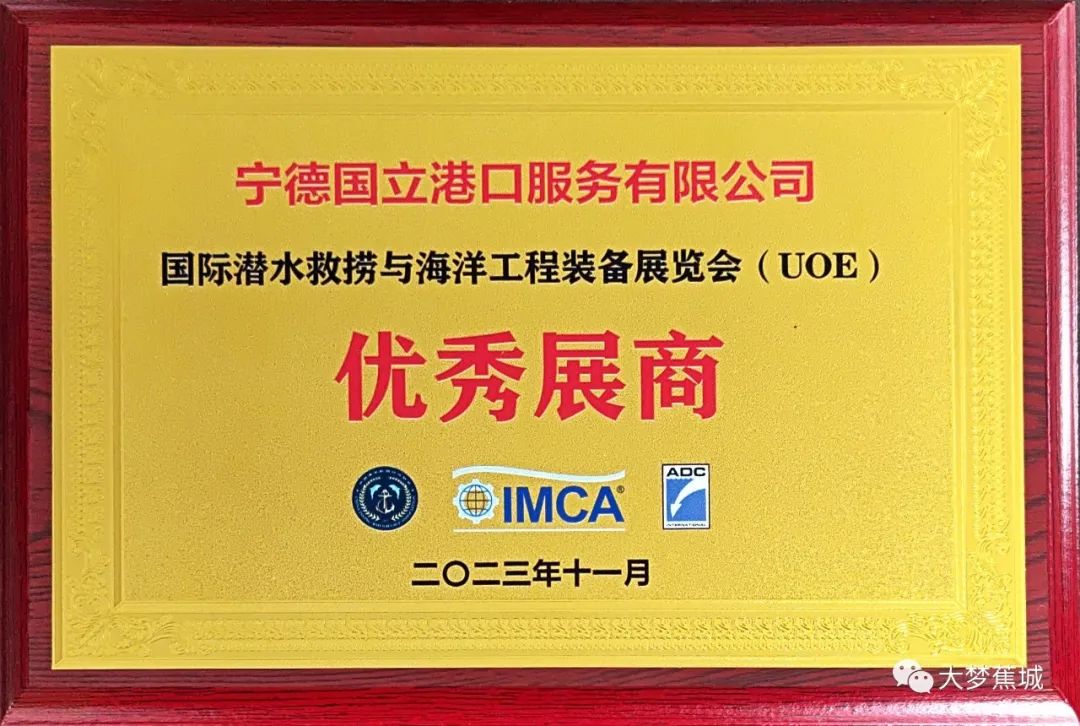 宁德国立港口服务有限公司
国际潜水救捞与海洋工程装备展览会（UOE）
优秀展商
IMCA®
ADC
INTERNATIONAL
二〇二三年十一月
大梦蕉城